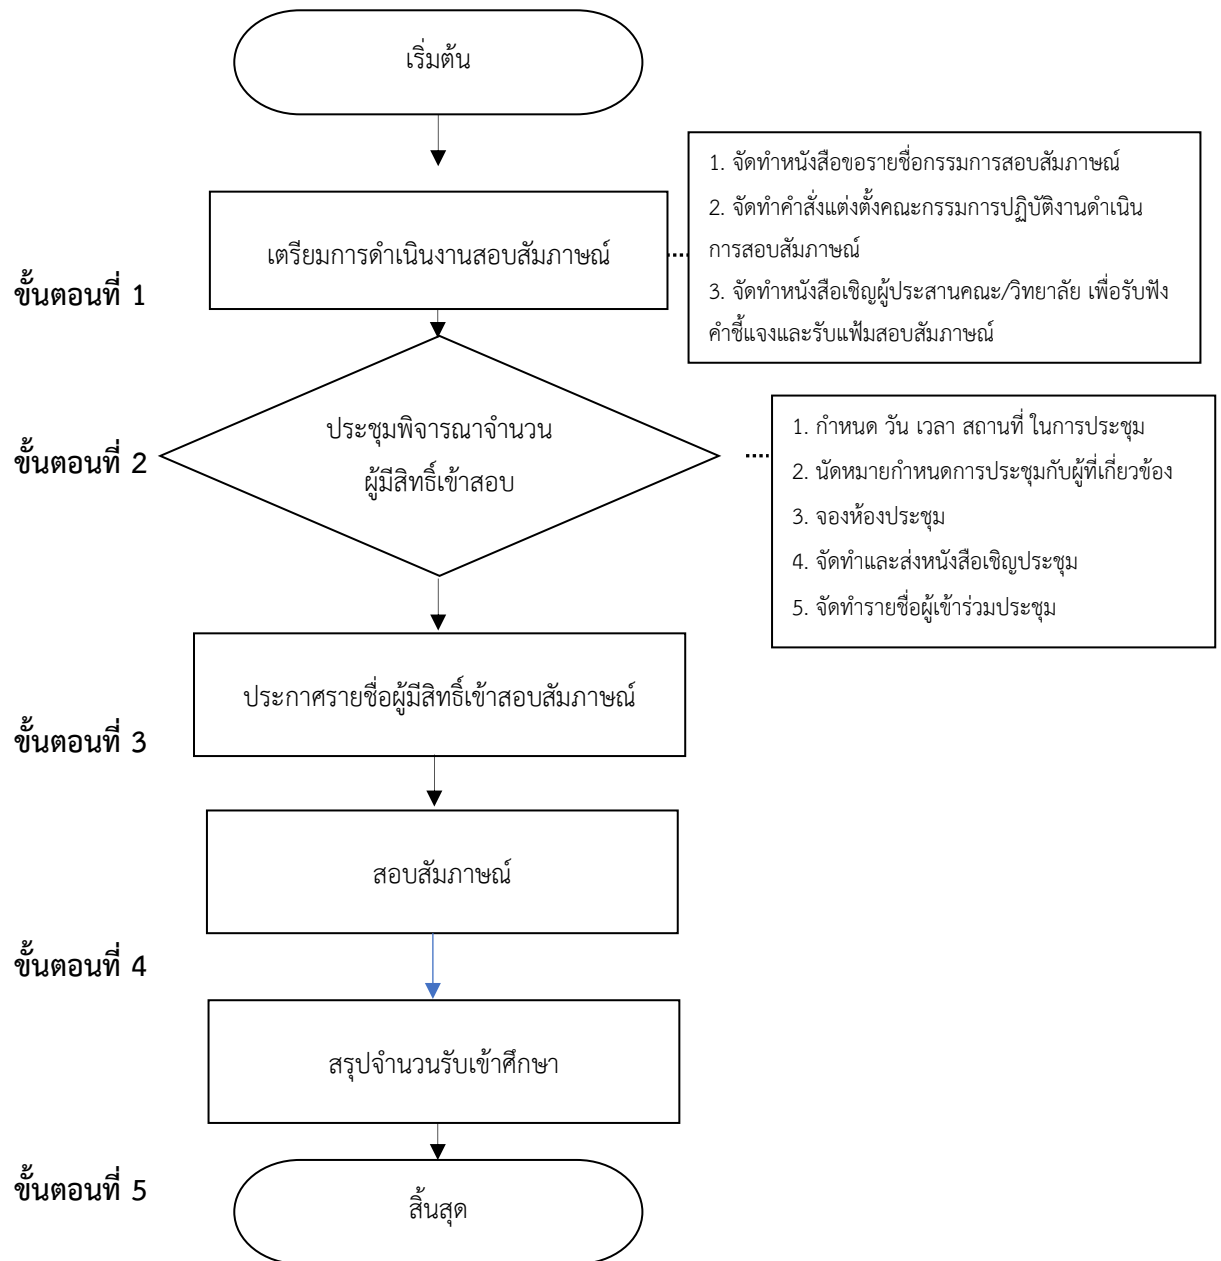 เริ่มต้น
1. จัดทำหนังสือขอรายชื่อกรรมการสอบสัมภาษณ์
2. จัดทำคำสั่งแต่งตั้งคณะกรรมการปฏิบัติงานดำเนิน
การสอบสัมภาษณ์
3. จัดทำหนังสือเชิญผู้ประสานคณะ/วิทยาลัย เพื่อรับฟัง
คำชี้แจงและรับแฟ้มสอบสัมภาษณ์
เตรียมการดำเนินงานสอบสัมภาษณ์
ขั้นตอนที่ 1
ประชุมพิจารณาจำนวน
ผู้มีสิทธิ์เข้าสอบ
ขั้นตอนที่ 2
1. กำหนด วัน เวลา สถานที่ ในการประชุม
2. นัดหมายกำหนดการประชุมกับผู้ที่เกี่ยวข้อง
3. จองห้องประชุม
4. จัดทำและส่งหนังสือเชิญประชุม
5. จัดทำรายชื่อผู้เข้าร่วมประชุม
ประกาศรายชื่อผู้มีสิทธิ์เข้าสอบสัมภาษณ์
ขั้นตอนที่ 3
สอบสัมภาษณ์
ขั้นตอนที่ 4
สรุปจำนวนรับเข้าศึกษา
ขั้นตอนที่ 5
สิ้นสุด